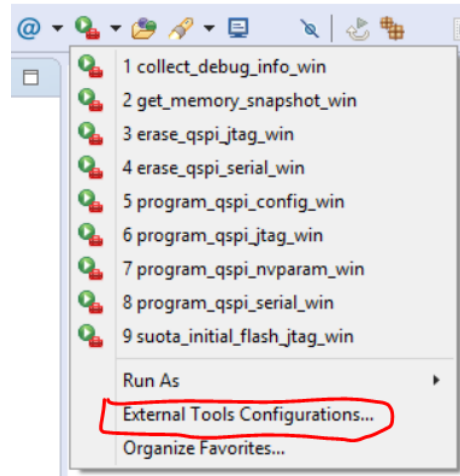 1 collect_debug_info_win
2 get_memory_snapshot_win
3 erase_qspi_jtag_win
4 erase_qspi_serial_win
5 program_qspi_config_win
6 program_qspi_jtag_win
7 program_qspi_nvparam_win
8 program_qspi_serial_win
9 suota_initial_flash_jtag_win
Run As
External Tools Configurations...
Organize Favorites...